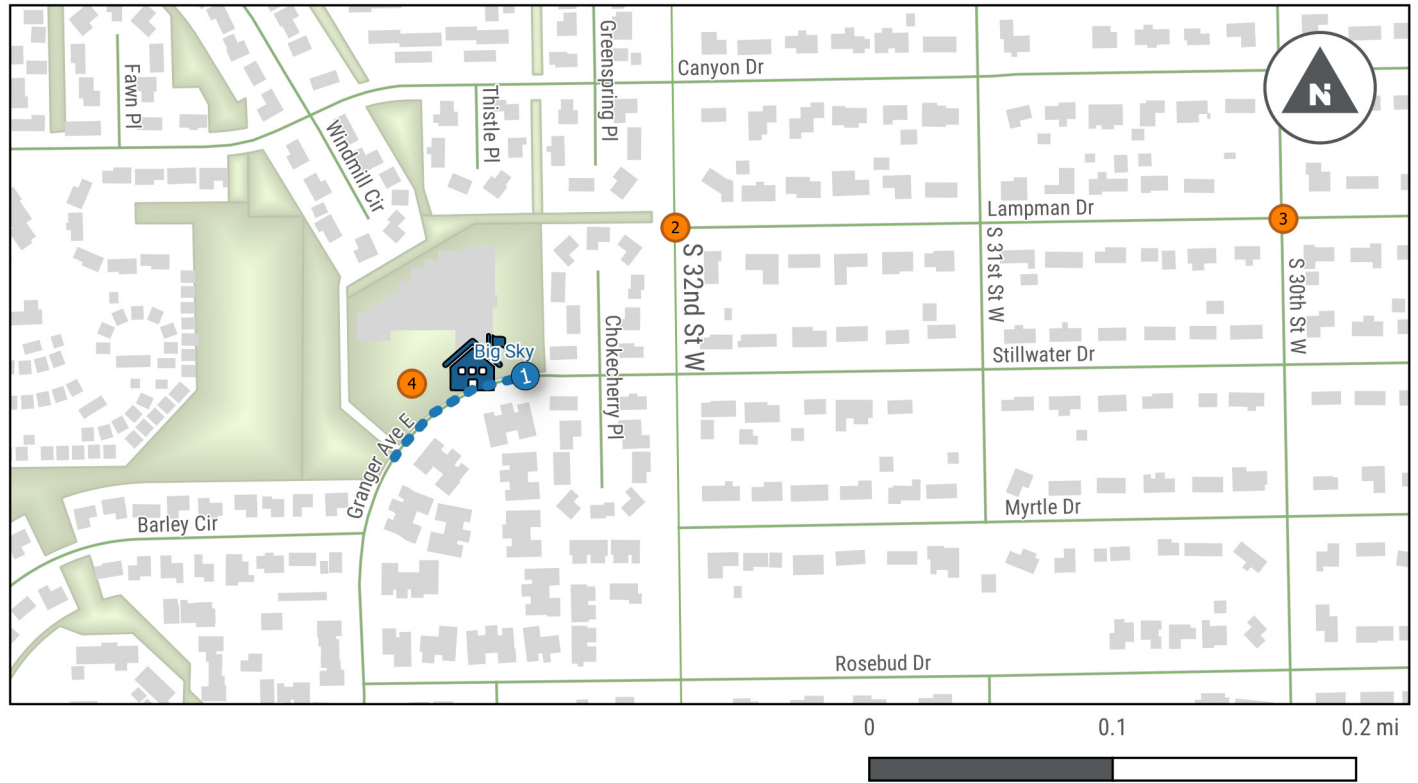 Canyon Dr
Greenspring Pl
Fawn Pl
Thistle Pl
Windmill Cir
N
Lampman Dr
2
3
S 32nd St W
S 31st St W
S 30th St W
Chokecherry Pl
Big Sky
Stillwater Dr
1
4
Granger Ave E
Myrtle Dr
Barley Cir
Rosebud Dr
0 0.1 0.2 mi